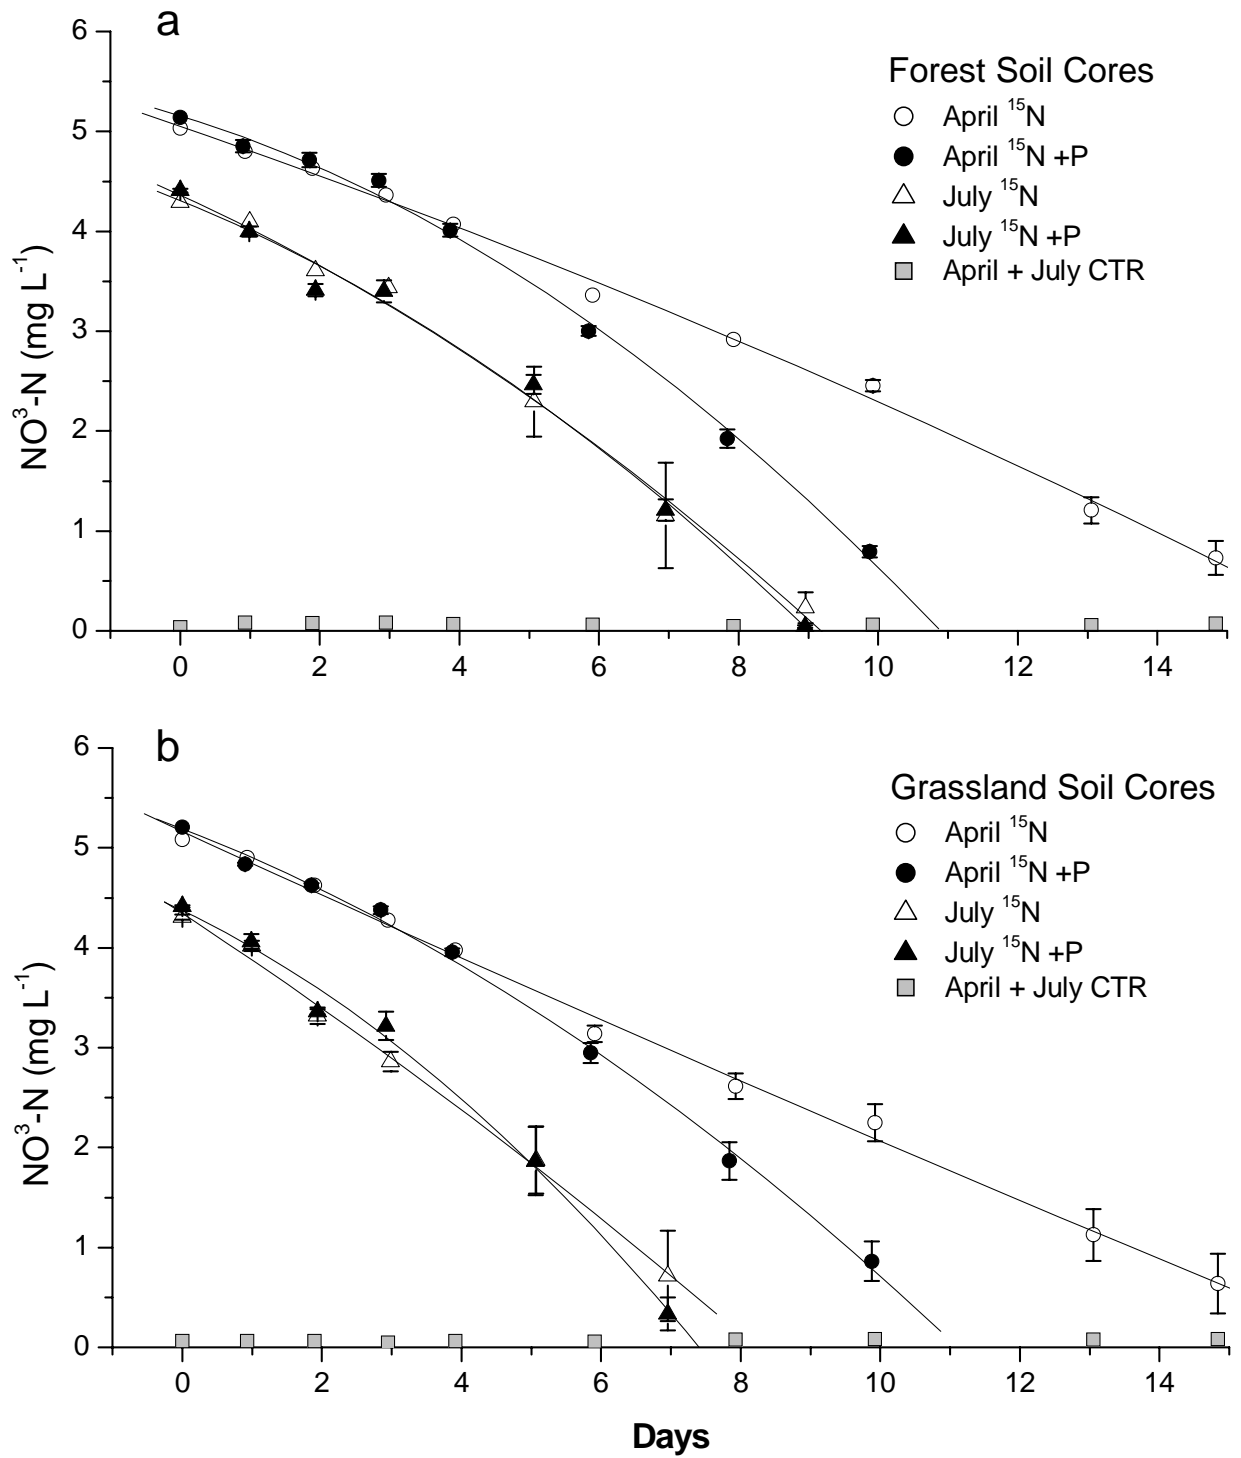 a
Forest Soil Cores
April ¹⁵N
April ¹⁵N +P
July ¹⁵N
July ¹⁵N +P
April + July CTR
NO³-N (mg L⁻¹)
6
5
4
3
2
1
0
0 2 4 6 8 10 12 14
b
Grassland Soil Cores
April ¹⁵N
April ¹⁵N +P
July ¹⁵N
July ¹⁵N +P
April + July CTR
NO³-N (mg L⁻¹)
6
5
4
3
2
1
0
0 2 4 6 8 10 12 14
Days